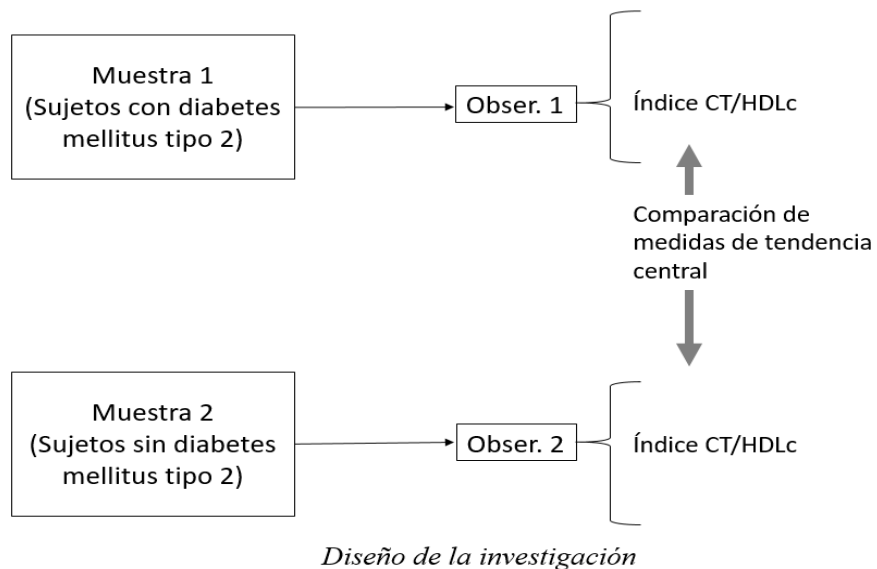 Muestra 1
(Sujetos con diabetes
mellitus tipo 2)
Obser. 1
Índice CT/HDLc
Comparación de
medidas de tendencia
central
Muestra 2
(Sujetos sin diabetes
mellitus tipo 2)
Obser. 2
Índice CT/HDLc
Diseño de la investigación